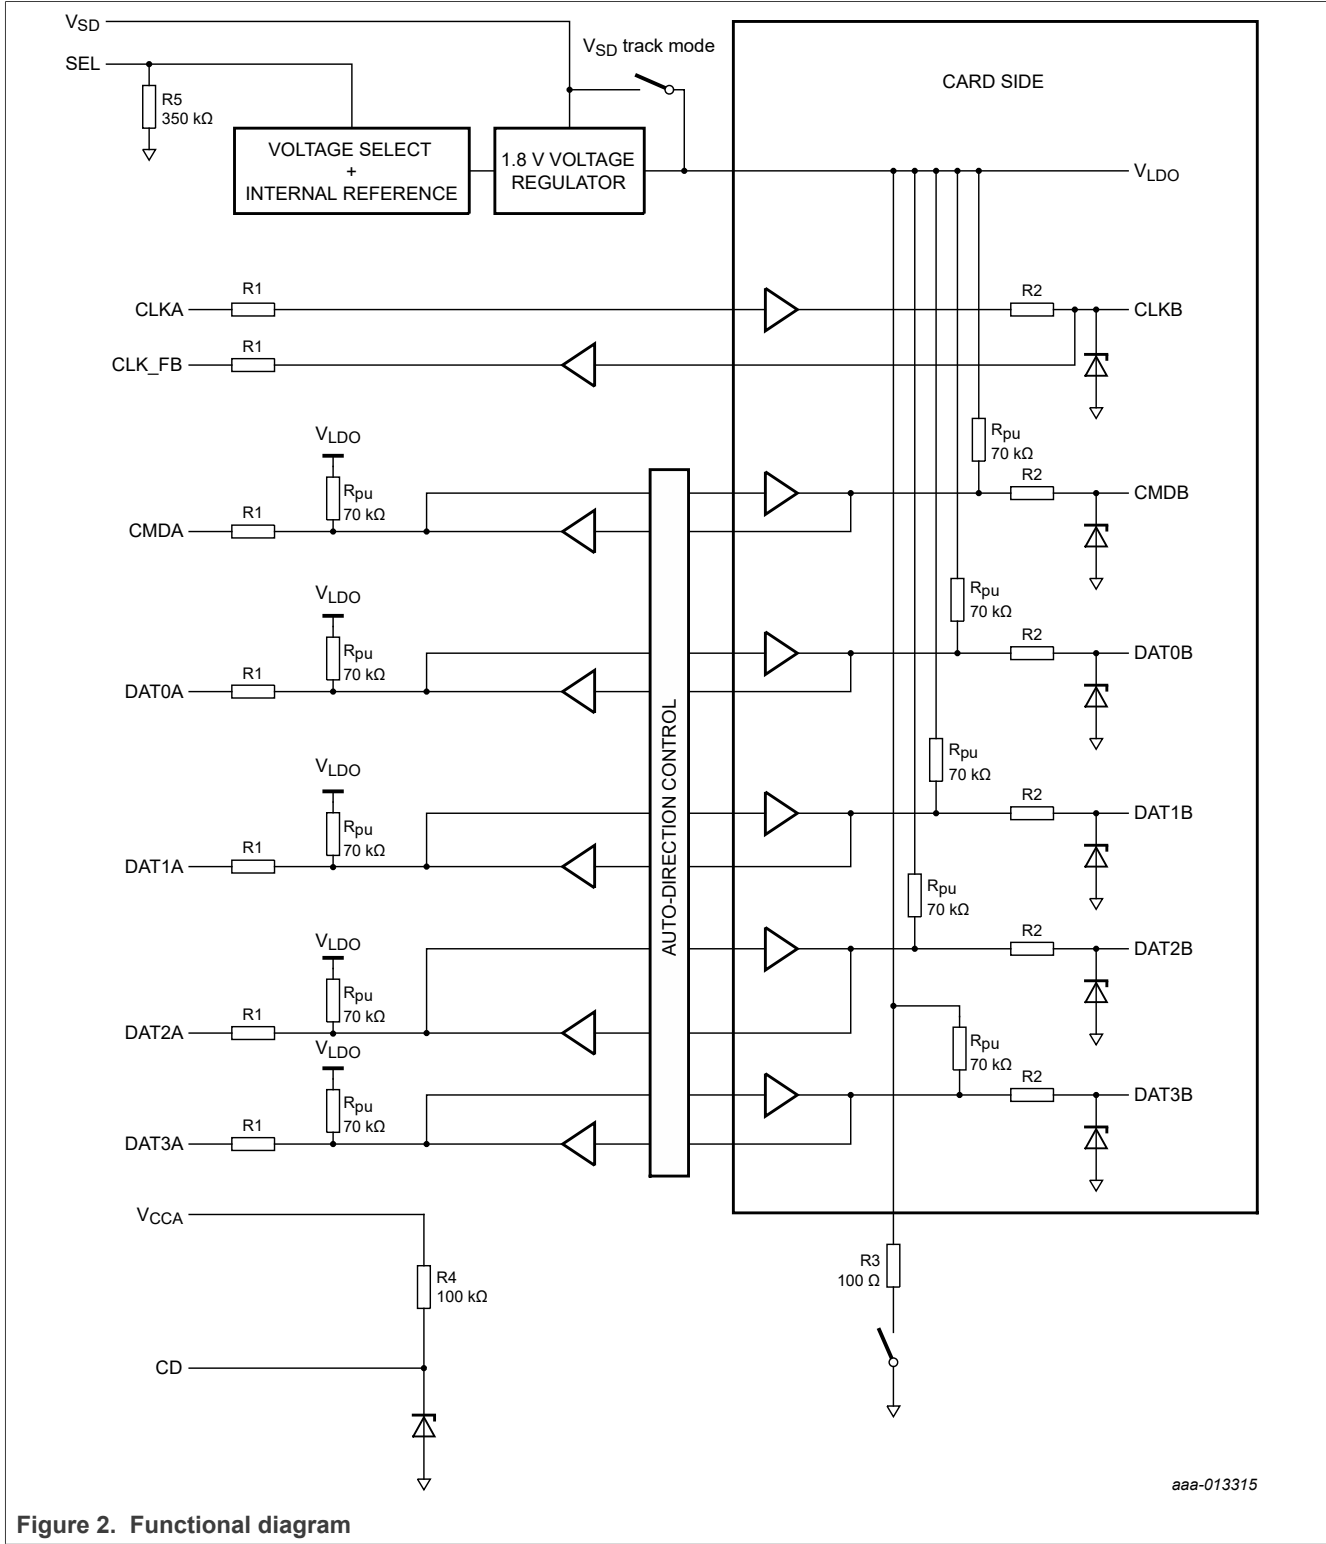 VSD
VSD track mode
SEL
CARD SIDE
R5
350 kΩ
VOLTAGE SELECT
+
INTERNAL REFERENCE
1.8 V VOLTAGE
REGULATOR
VLDO
R1
R2
CLKA
CLKB
R1
CLK_FB
VLDO
Rpu
70 kΩ
Rpu
70 kΩ
R2
CMDB
R1
CMDA
VLDO
Rpu
70 kΩ
Rpu
70 kΩ
R2
DAT0B
R1
DAT0A
AUTO-DIRECTION CONTROL
VLDO
Rpu
70 kΩ
Rpu
70 kΩ
R2
DAT1B
R1
DAT1A
Rpu
70 kΩ
VLDO
R2
DAT2B
Rpu
70 kΩ
R1
DAT2A
VLDO
Rpu
70 kΩ
R2
DAT3B
Rpu
70 kΩ
R1
DAT3A
VCCA
R3
100 Ω
R4
100 kΩ
CD
aaa-013315
Figure 2. Functional diagram